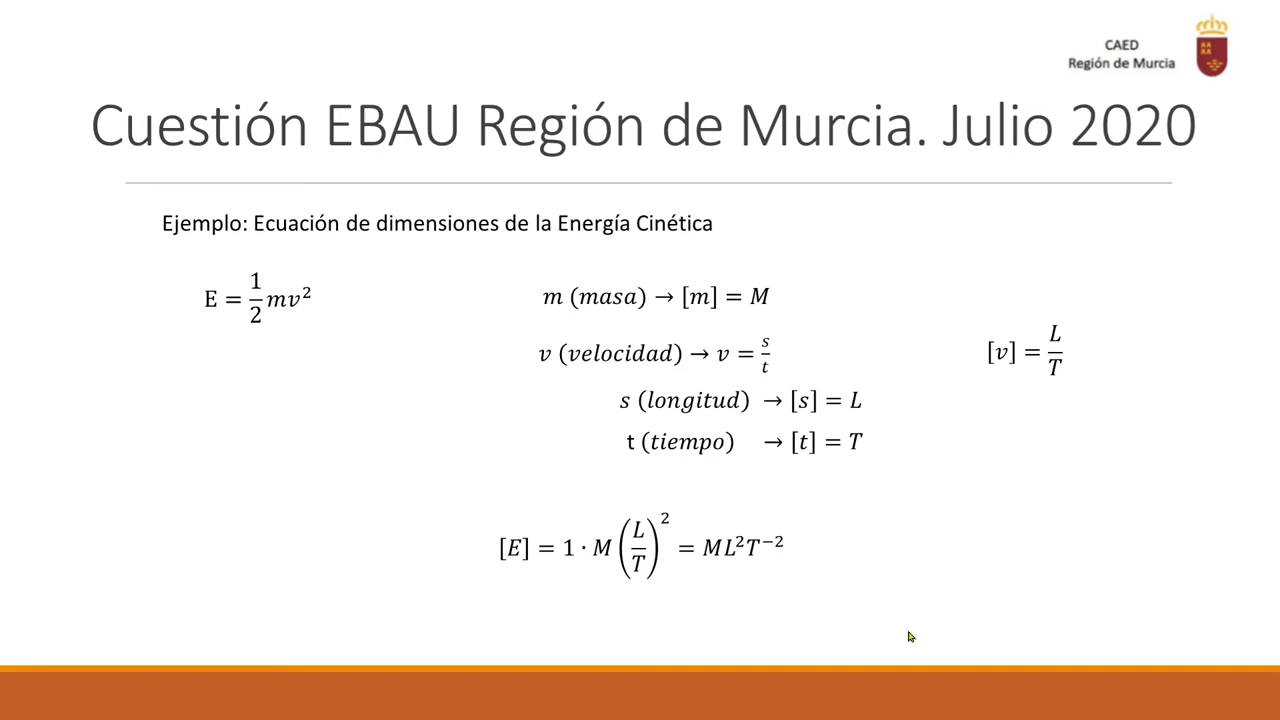 CAED
Región de Murcia
Cuestión EBAU Región de Murcia. Julio 2020
Ejemplo: Ecuación de dimensiones de la Energía Cinética
E = 1/2 mv²
m (masa) → [m] = M
v (velocidad) → v = s/t
[v] = L/T
s (longitud) → [s] = L
t (tiempo) → [t] = T
[E] = 1 · M (L/T)² = ML²T⁻²